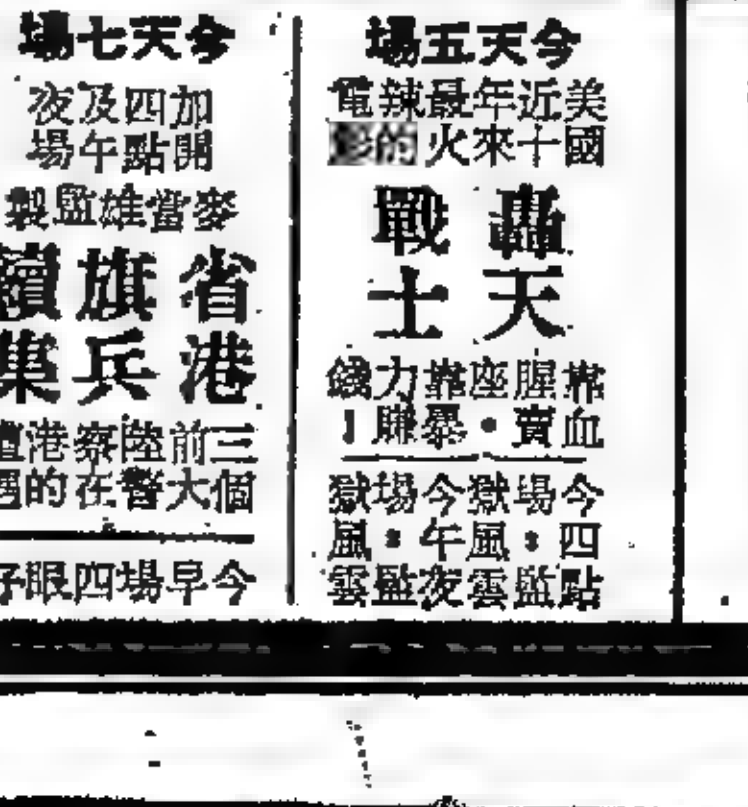 今天五場
美國近十年來最火辣的電影
轟天
戰士
靠血腥賣座・靠暴力賺錢！
今四點場：監獄風雲
今午夜場：監獄風雲
今天七場
加開四點及午夜場
麥當雄監製
省港旗兵續集
三個前大陸警察在港的遭遇
今早場四眼